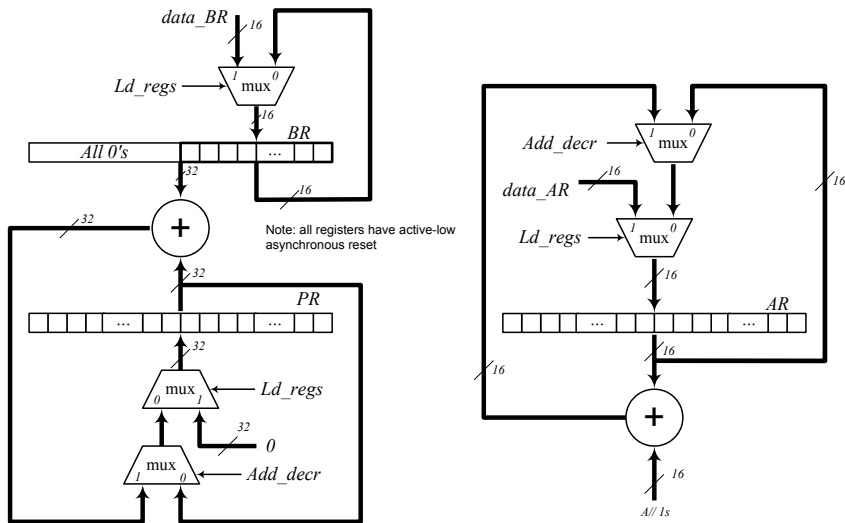 data_BR
16
1 0
mux
Ld_regs
16
BR
All 0's
...
32
16
32
+
Note: all registers have active-low
asynchronous reset
32
PR
... ...
32
mux
0 1
Ld_regs
32
0
mux
1 0
Add_decr
1 0
mux
Add_decr
16
data_AR
16
1 0
mux
Ld_regs
16
AR
... ...
16
16
+
16
A// 1s